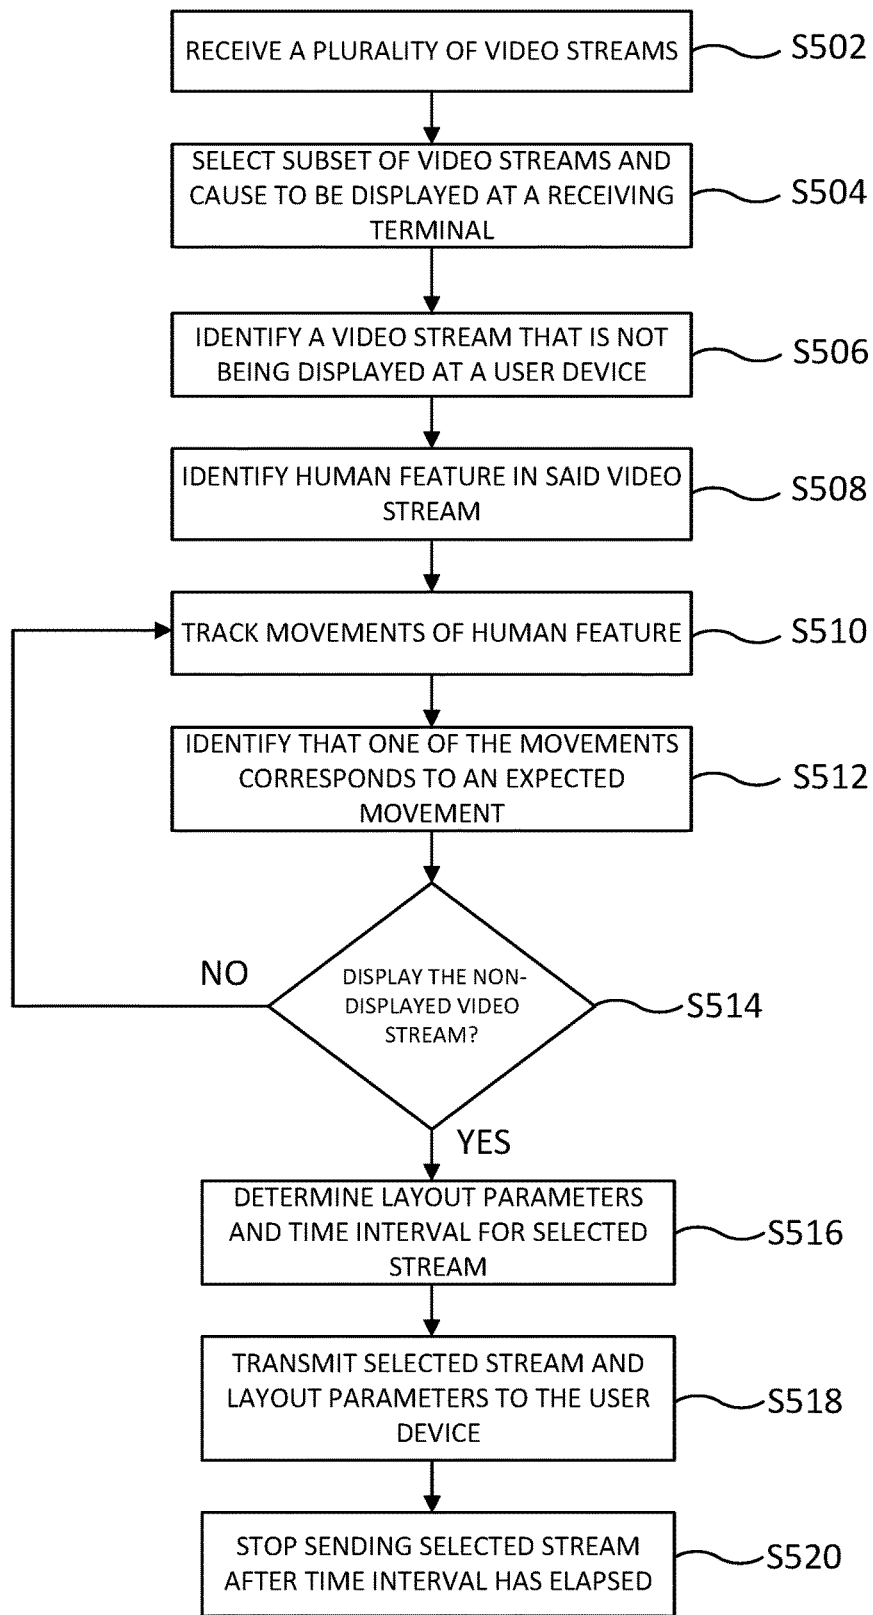 RECEIVE A PLURALITY OF VIDEO STREAMS
S502
SELECT SUBSET OF VIDEO STREAMS AND
CAUSE TO BE DISPLAYED AT A RECEIVING
TERMINAL
S504
IDENTIFY A VIDEO STREAM THAT IS NOT
BEING DISPLAYED AT A USER DEVICE
S506
IDENTIFY HUMAN FEATURE IN SAID VIDEO
STREAM
S508
TRACK MOVEMENTS OF HUMAN FEATURE
S510
IDENTIFY THAT ONE OF THE MOVEMENTS
CORRESPONDS TO AN EXPECTED
MOVEMENT
S512
NO
DISPLAY THE NON-
DISPLAYED VIDEO
STREAM?
S514
YES
DETERMINE LAYOUT PARAMETERS
AND TIME INTERVAL FOR SELECTED
STREAM
S516
TRANSMIT SELECTED STREAM AND
LAYOUT PARAMETERS TO THE USER
DEVICE
S518
STOP SENDING SELECTED STREAM
AFTER TIME INTERVAL HAS ELAPSED
S520